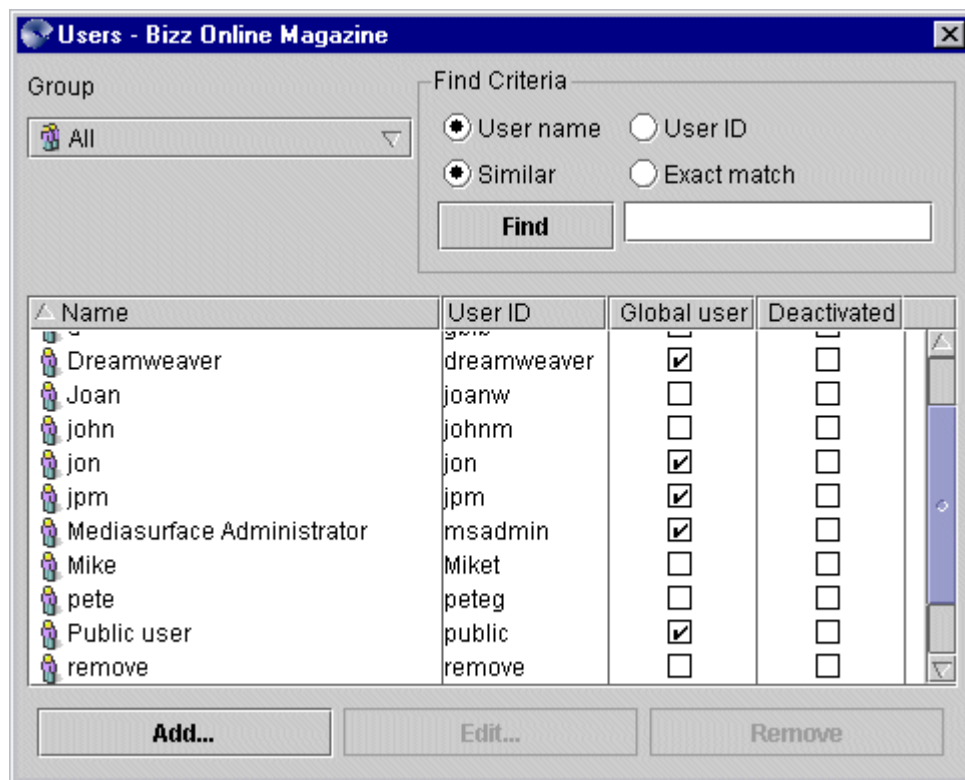 Users - Bizz Online Magazine
Group
All
Find Criteria
User name User ID
Similar Exact match
Find
Name User ID Global user Deactivated
Dreamweaver dreamweaver
Joan joanw
john johnm
jon jon
jpm jpm
Mediasurface Administrator msadmin
Mike Miket
pete peteg
Public user public
remove remove
Add... Edit... Remove